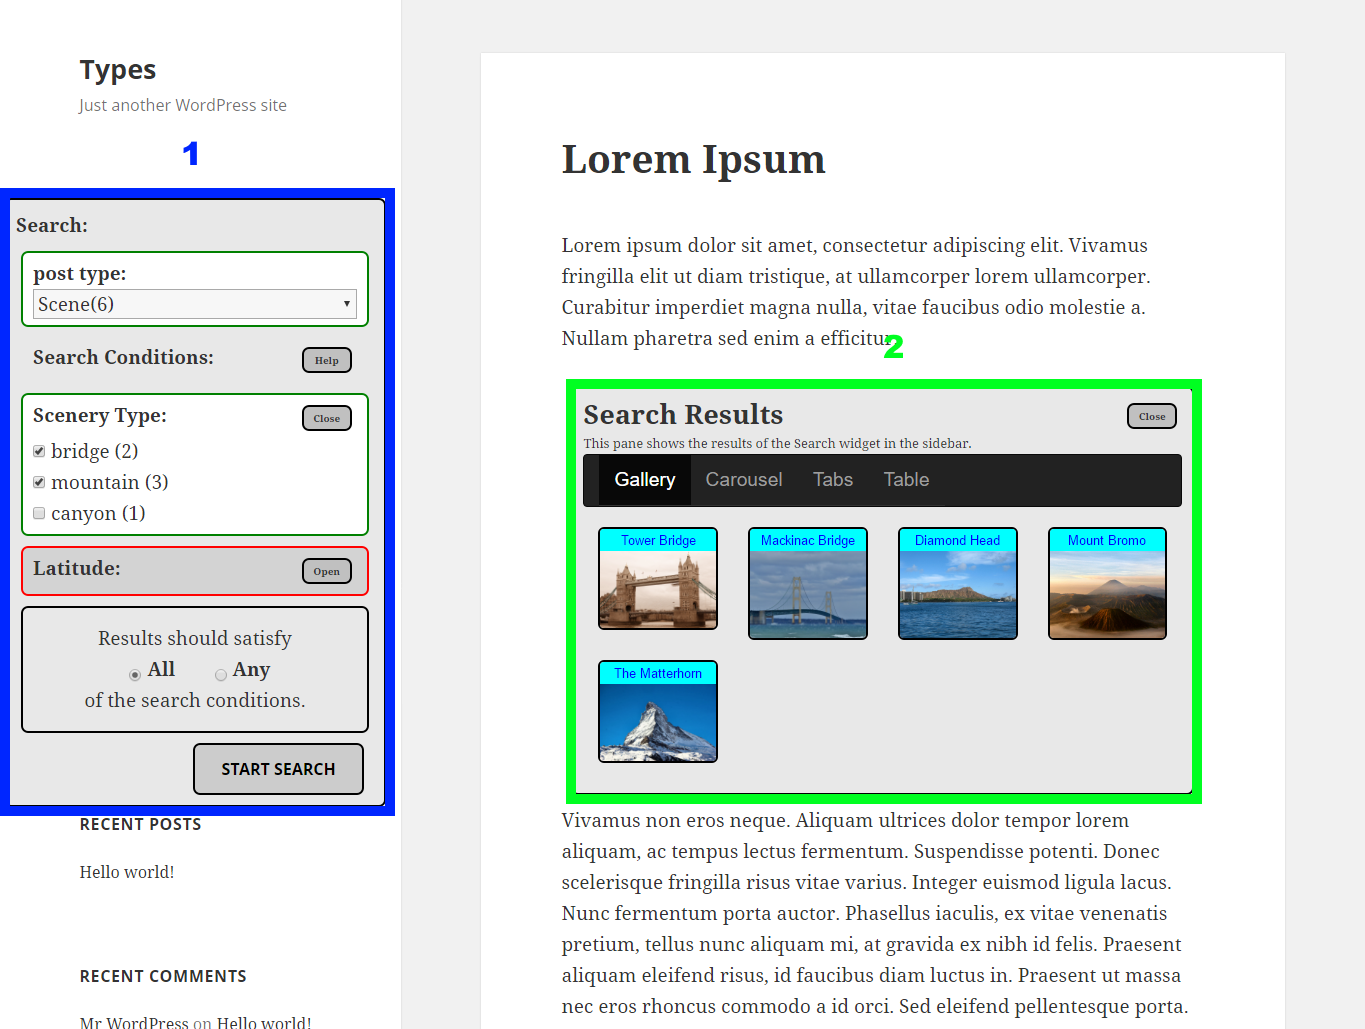 Types
Just another WordPress site
1
Search:
post type:
Scene(6)
Search Conditions:
Help
Scenery Type:
Close
bridge (2)
mountain (3)
canyon (1)
Latitude:
Open
Results should satisfy
All Any
of the search conditions.
START SEARCH
RECENT POSTS
Hello world!
RECENT COMMENTS
Mr WordPress on Hello world!
Lorem Ipsum
Lorem ipsum dolor sit amet, consectetur adipiscing elit. Vivamus
fringilla elit ut diam tristique, at ullamcorper lorem ullamcorper.
Curabitur imperdiet magna nulla, vitae faucibus odio molestie a.
Nullam pharetra sed enim a efficitur
2
Search Results
Close
This pane shows the results of the Search widget in the sidebar.
Gallery Carousel Tabs Table
Tower Bridge
Mackinac Bridge
Diamond Head
Mount Bromo
The Matterhorn
Vivamus non eros neque. Aliquam ultrices dolor tempor lorem
aliquam, ac tempus lectus fermentum. Suspendisse potenti. Donec
scelerisque fringilla risus vitae varius. Integer euismod ligula lacus.
Nunc fermentum porta auctor. Phasellus iaculis, ex vitae venenatis
pretium, tellus nunc aliquam mi, at gravida ex nibh id felis. Praesent
aliquam eleifend risus, id faucibus diam luctus in. Praesent ut massa
nec eros rhoncus commodo a id orci. Sed eleifend pellentesque porta.